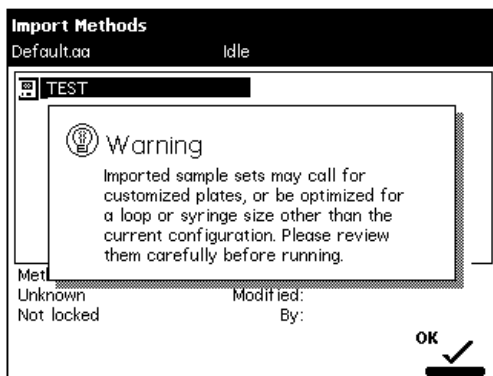 Import Methods
Default.aa Idle
TEST
Warning
Imported sample sets may call for
customized plates, or be optimized for
a loop or syringe size other than the
current configuration. Please review
them carefully before running.
Met
Unknown Modified:
Not locked By:
OK